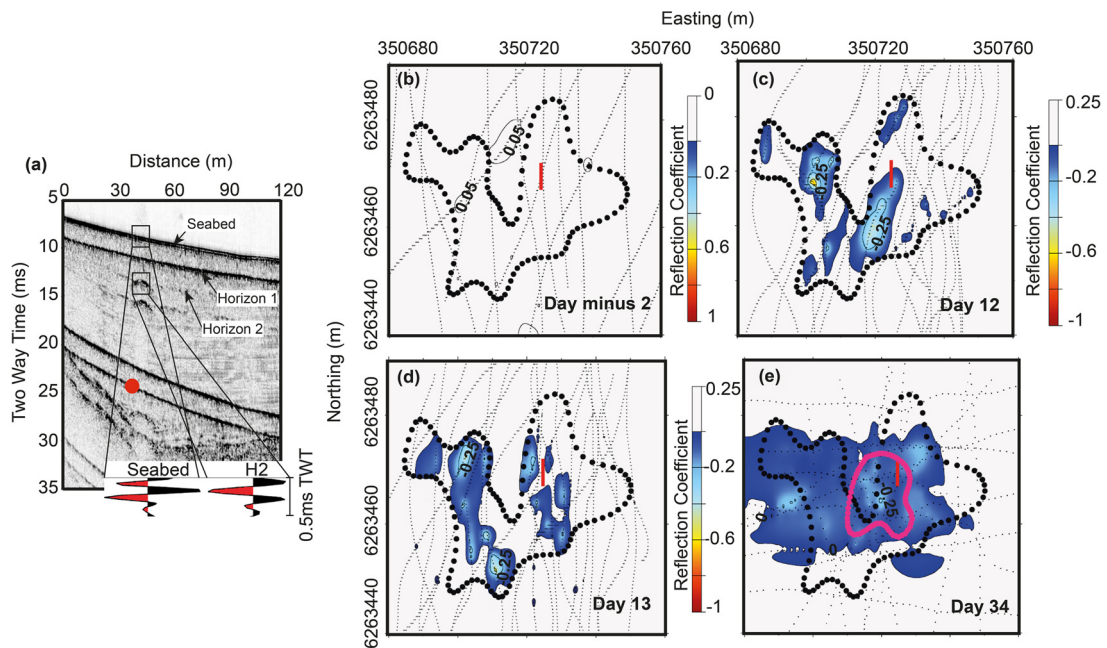 Easting (m)
350680 350720
350680 350720 350760
(b)
6263480
6263460
6263440
0.05
0.05
Day minus 2
0
0.2
0.6
1
Reflection Coefficient
(c)
-0.25
-0.25
Day 12
0.25
0
-0.2
-0.6
-1
Reflection Coefficient
(a)
Distance (m)
0 30 60 90 120
5
10
15
20
25
30
35
Two Way Time (ms)
Seabed
Horizon 1
Horizon 2
Seabed
H2
0.5ms TWT
Northing (m)
(d)
6263480
6263460
6263440
-0.25
-0.25
Day 13
0.25
0
-0.2
-0.6
-1
Reflection Coefficient
(e)
0
0
-0.25
Day 34